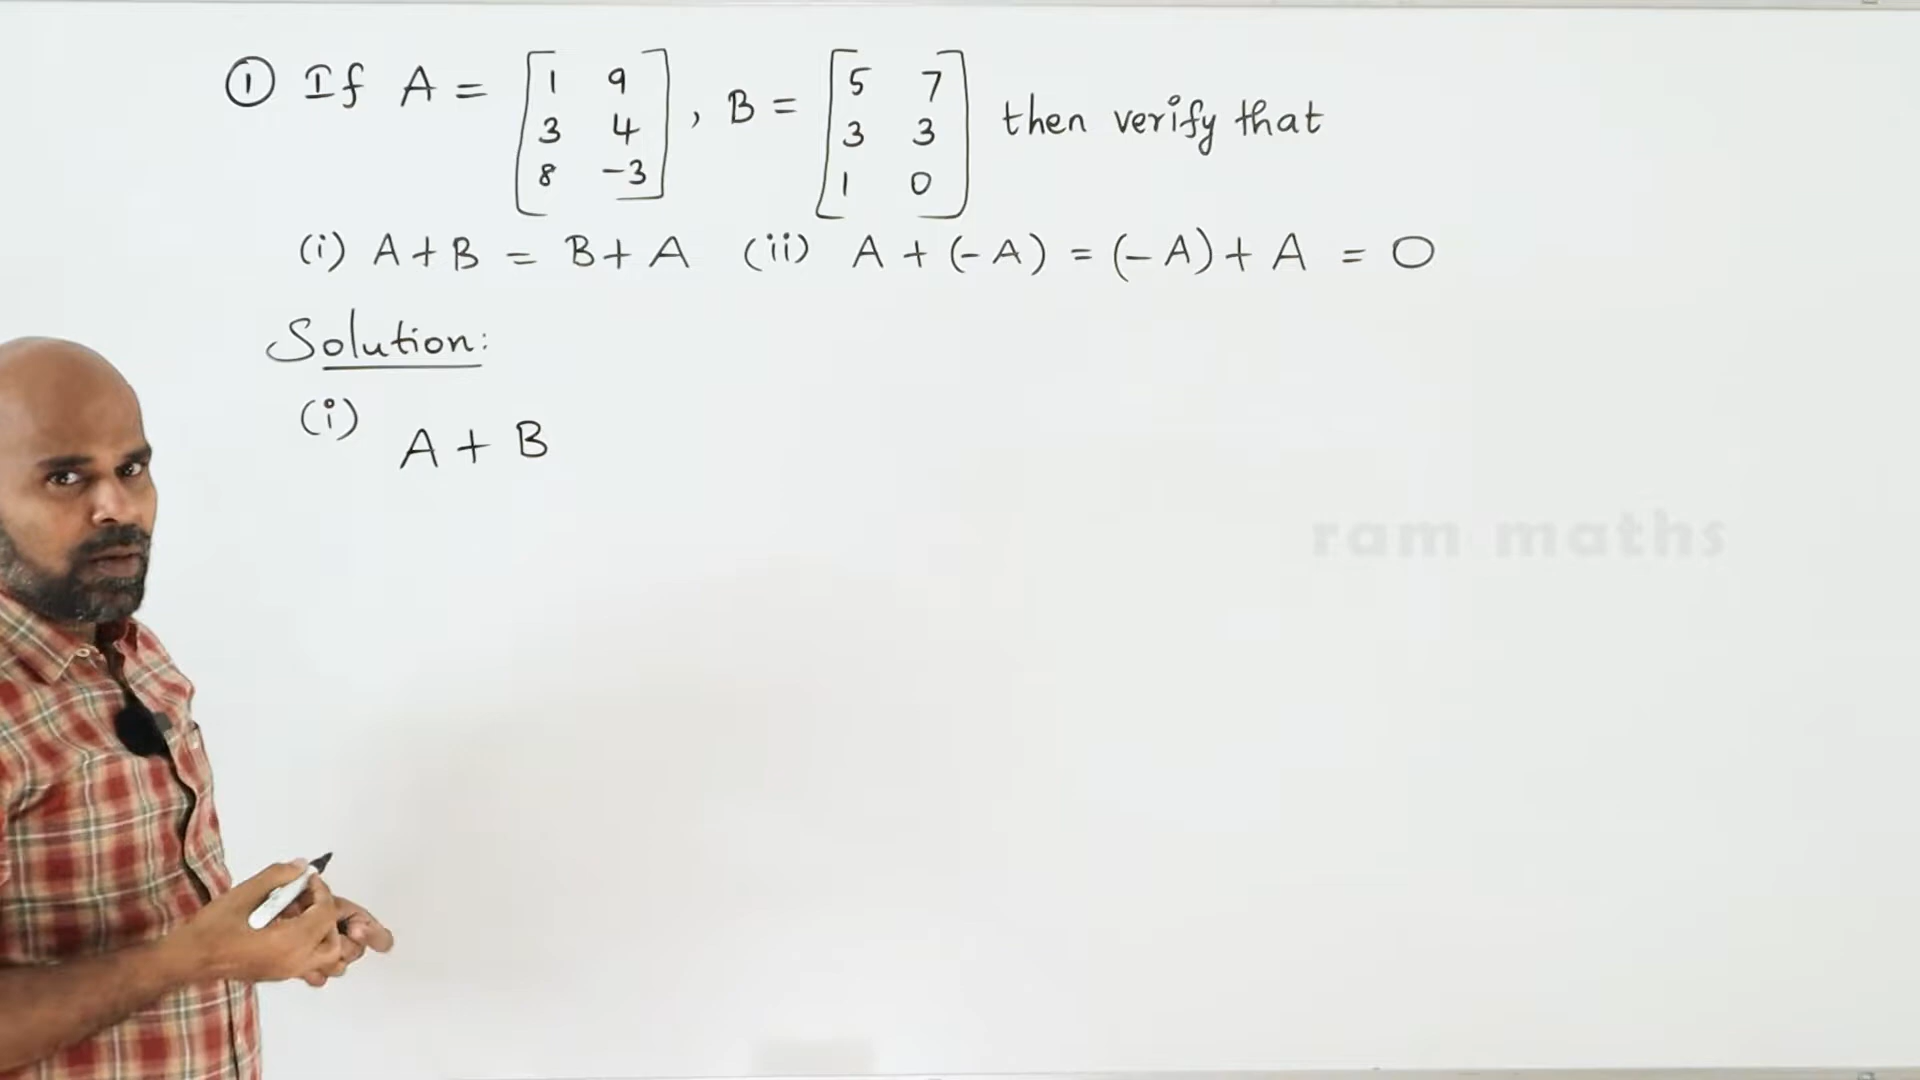 ① If A = [1 9 3 4 8 -3], B = [5 7 3 3 1 0] then verify that
(i) A + B = B + A (ii) A + (-A) = (-A) + A = O
Solution:
(i) A + B
ram maths